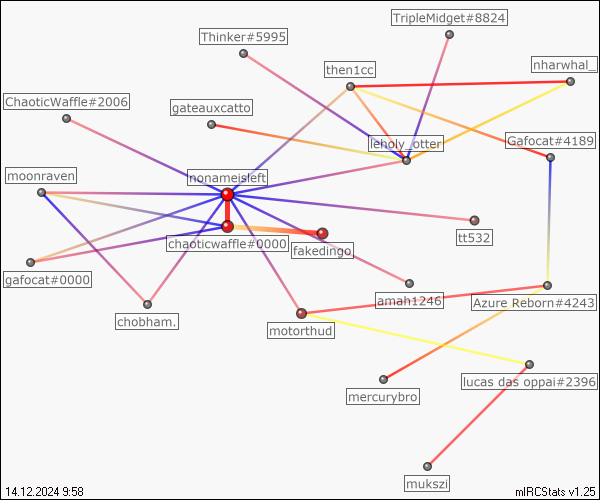 TripleMidget#8824
Thinker#5995
then1cc
nharwhal_
ChaoticWaffle#2006
gateauxcatto
leholy_otter
Gafocat#4189
moonraven
nonameisleft
tt532
chaoticwaffle#0000
fakedingo
gafocat#0000
amah1246
Azure Reborn#4243
chobham.
motorthud
mercurybro
lucas das oppai#2396
mukszi
14.12.2024 9:58
mIRCStats v1.25